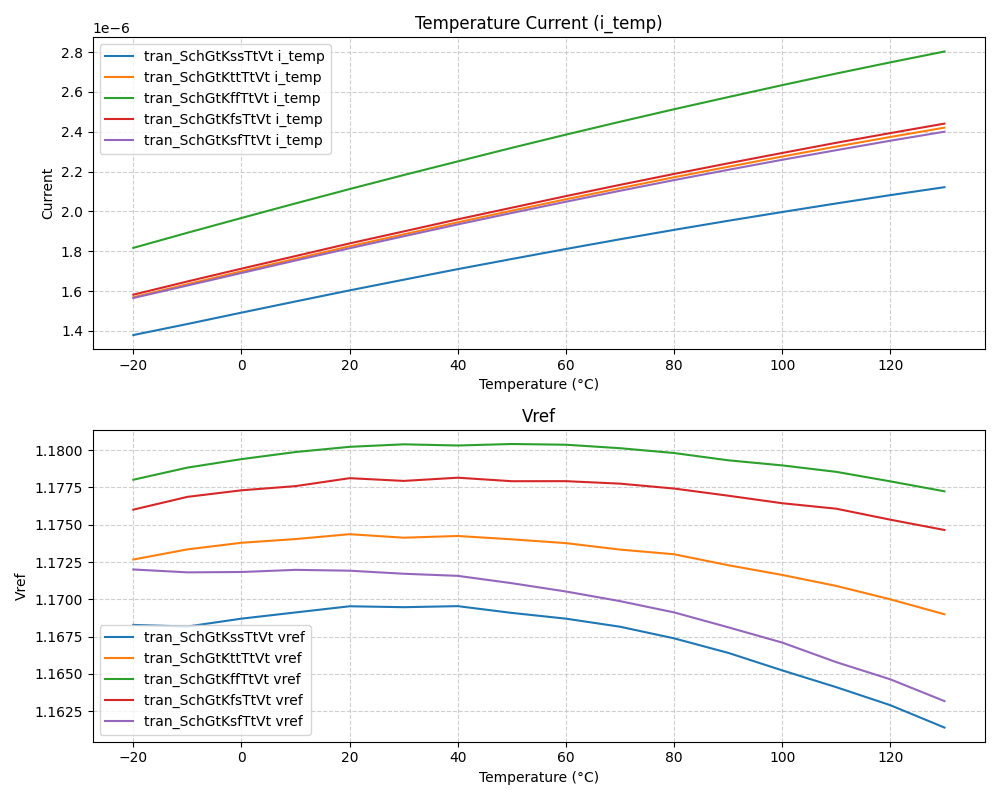 Temperature Current (i_temp)
1e−6
2.8
2.6
2.4
2.2
2.0
1.8
1.6
1.4
Current
tran_SchGtKssTtVt i_temp
tran_SchGtKttTtVt i_temp
tran_SchGtKffTtVt i_temp
tran_SchGtKfsTtVt i_temp
tran_SchGtKsfTtVt i_temp
−20 0 20 40 60 80 100 120
Temperature (°C)
Vref
1.1800
1.1775
1.1750
1.1725
1.1700
1.1675
1.1650
1.1625
Vref
tran_SchGtKssTtVt vref
tran_SchGtKttTtVt vref
tran_SchGtKffTtVt vref
tran_SchGtKfsTtVt vref
tran_SchGtKsfTtVt vref
−20 0 20 40 60 80 100 120
Temperature (°C)